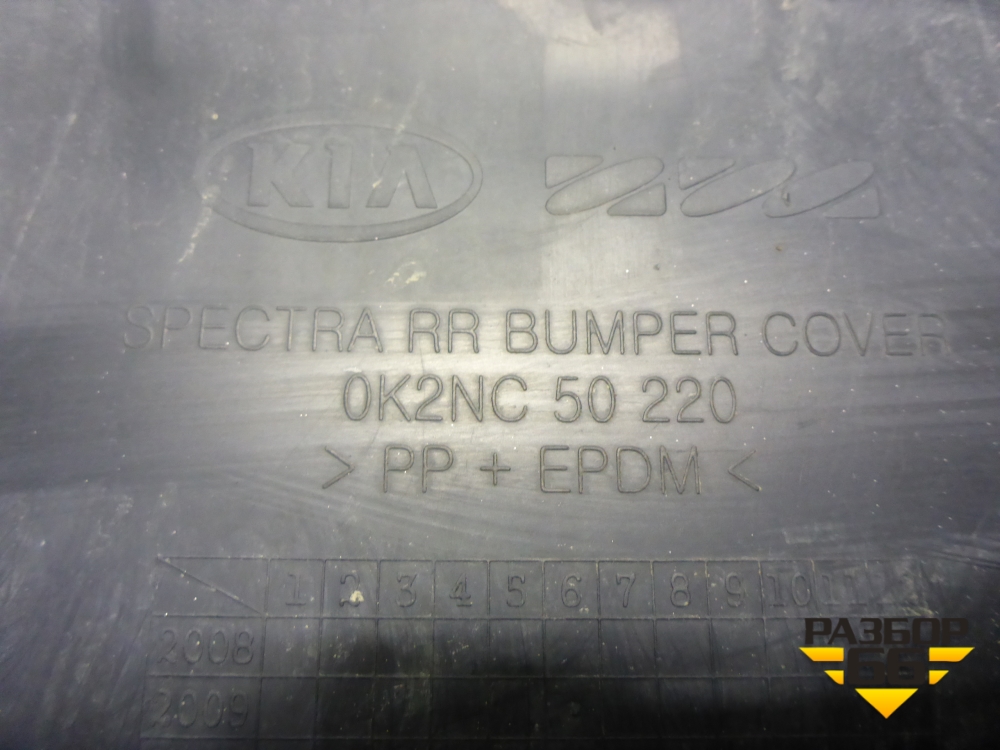 KIA
SPECTRA RR BUMPER COVER
0K2NC 50 220
> PP + EPDM <
1 2 3 4 5 6 7 8 9 10 11
2008
2009
РАЗБОР
66